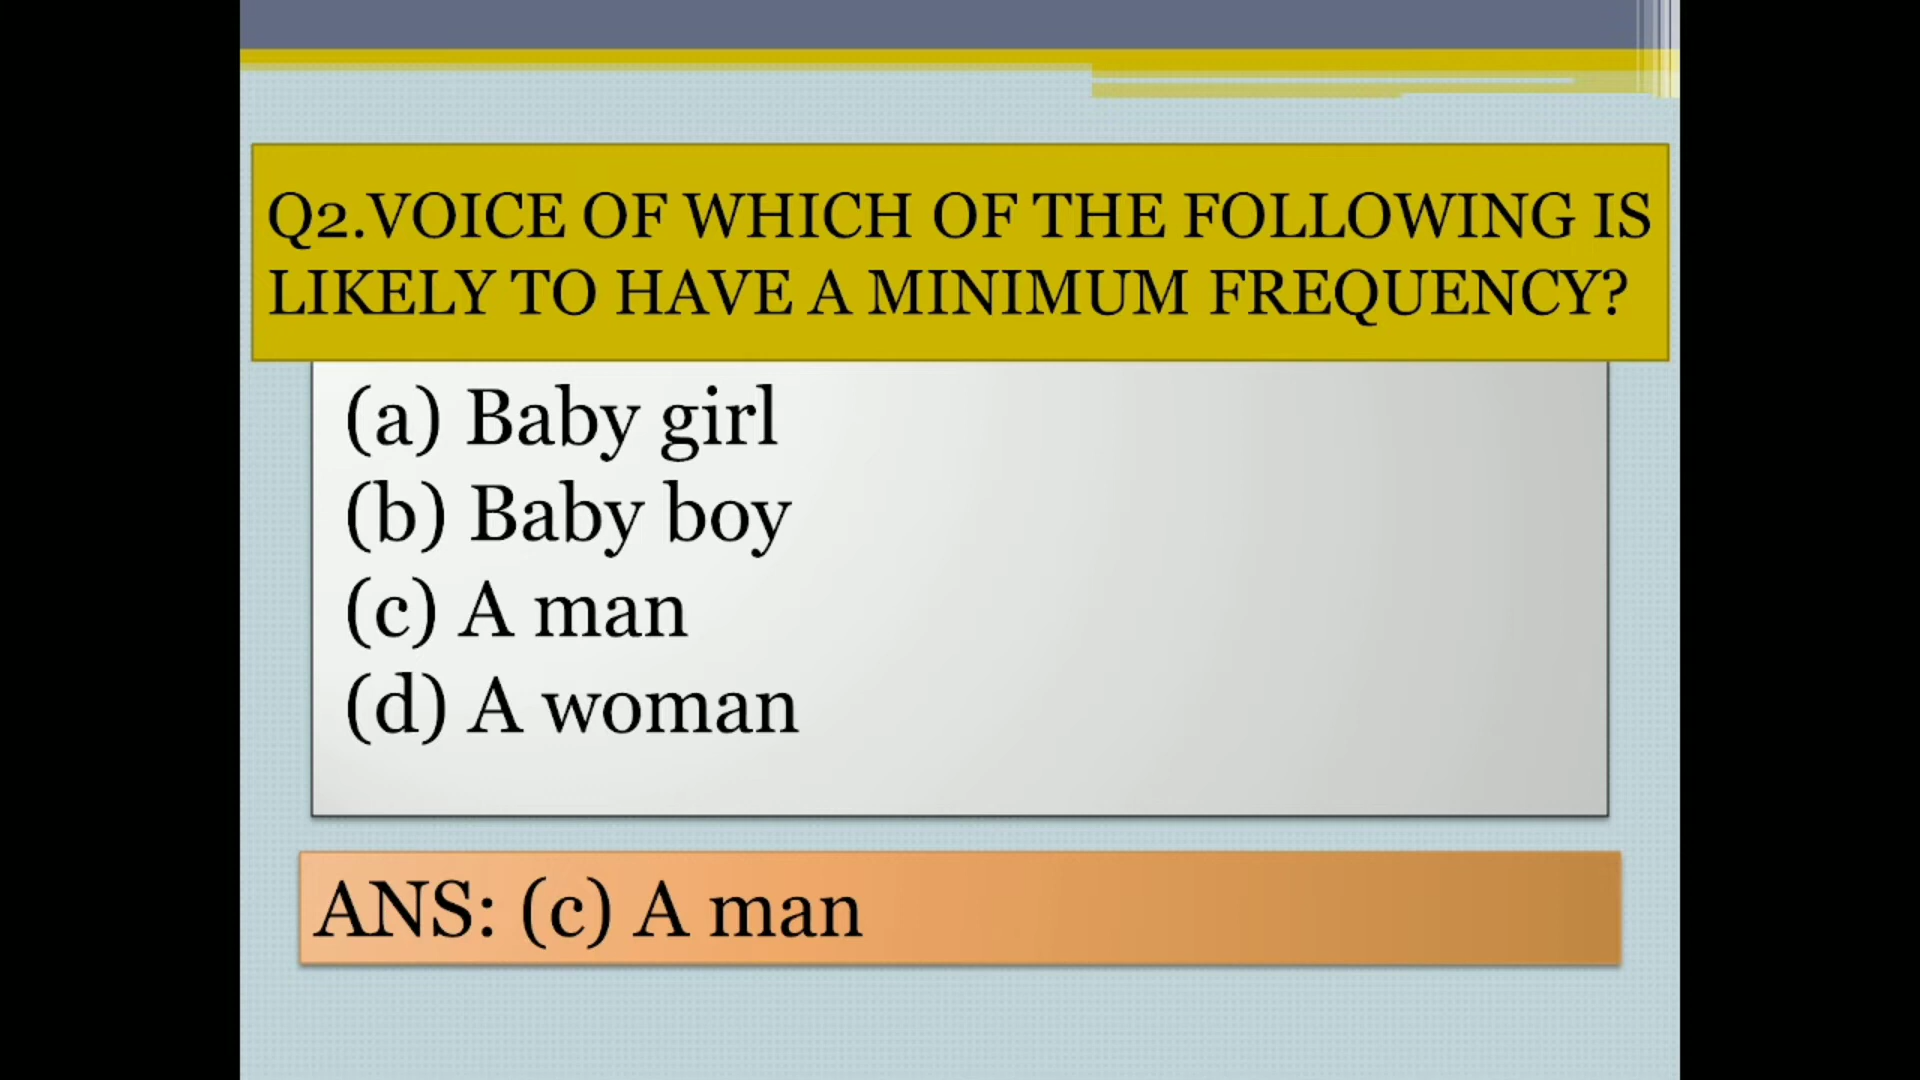 Q2.VOICE OF WHICH OF THE FOLLOWING IS
LIKELY TO HAVE A MINIMUM FREQUENCY?
(a) Baby girl
(b) Baby boy
(c) A man
(d) A woman
ANS: (c) A man